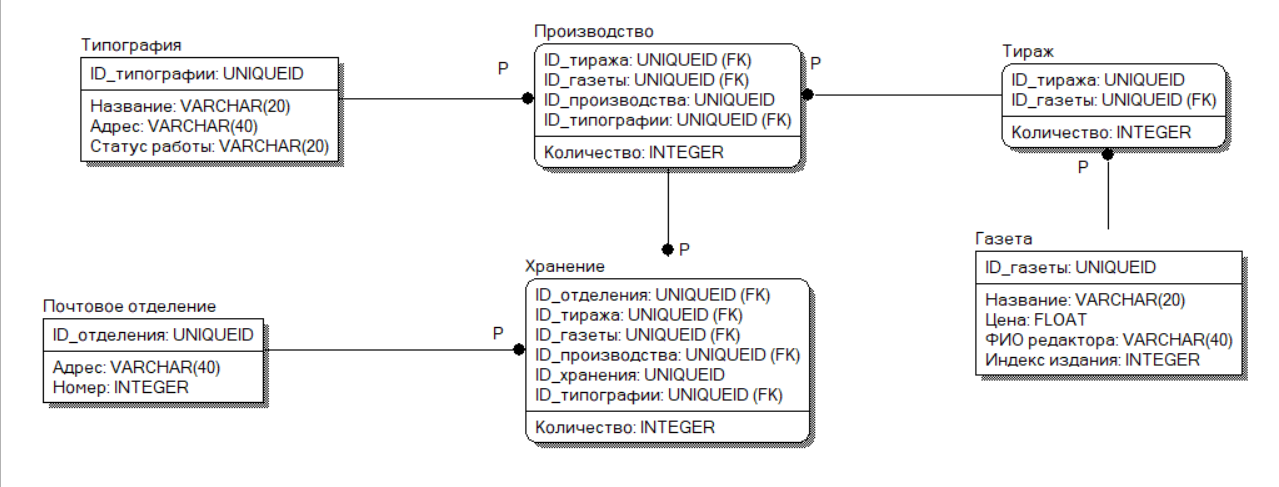 Типография
ID_типографии: UNIQUEID
Название: VARCHAR(20)
Адрес: VARCHAR(40)
Статус работы: VARCHAR(20)
P
Производство
ID_тиража: UNIQUEID (FK)
ID_газеты: UNIQUEID (FK)
ID_производства: UNIQUEID
ID_типографии: UNIQUEID (FK)
Количество: INTEGER
P
Тираж
ID_тиража: UNIQUEID
ID_газеты: UNIQUEID (FK)
Количество: INTEGER
P
Газета
ID_газеты: UNIQUEID
Название: VARCHAR(20)
Цена: FLOAT
ФИО редактора: VARCHAR(40)
Индекс издания: INTEGER
P
Хранение
ID_отделения: UNIQUEID (FK)
ID_тиража: UNIQUEID (FK)
ID_газеты: UNIQUEID (FK)
ID_производства: UNIQUEID (FK)
ID_хранения: UNIQUEID
ID_типографии: UNIQUEID (FK)
Количество: INTEGER
Почтовое отделение
ID_отделения: UNIQUEID
Адрес: VARCHAR(40)
Номер: INTEGER
P